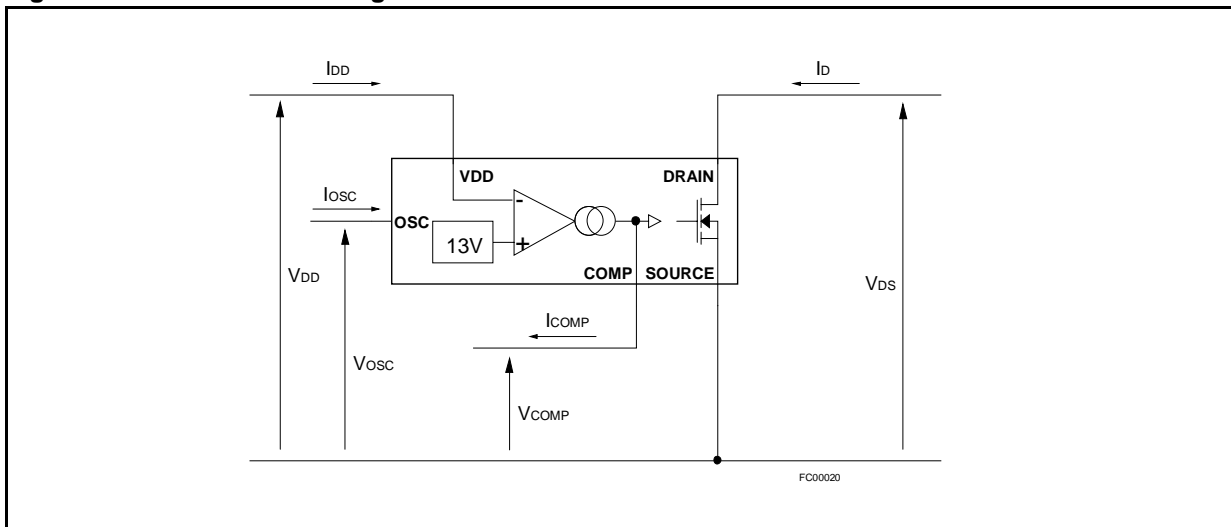 IDD
ID
VDD
DRAIN
IOSC
OSC
-
13V
+
COMP
SOURCE
VDD
VDS
ICOMP
VOSC
VCOMP
FC00020